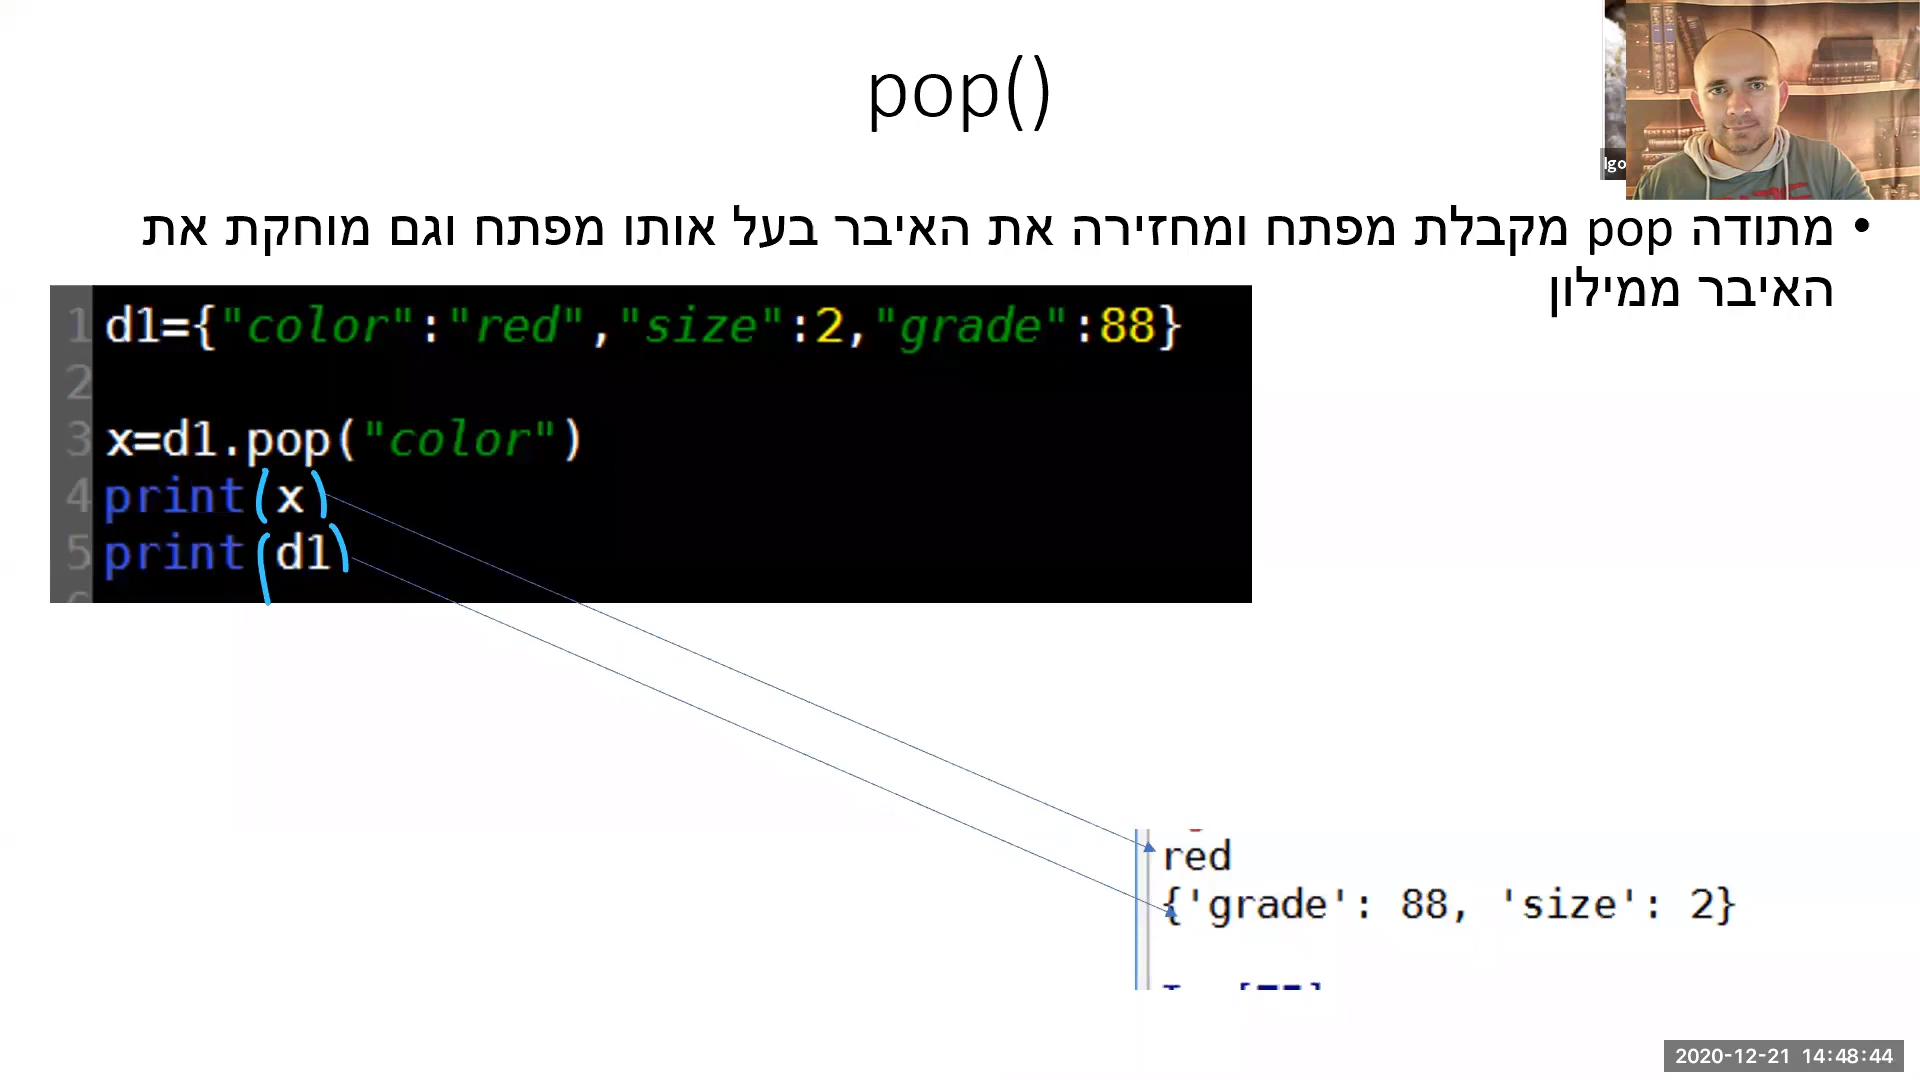 pop()
Igo
• מתודה pop מקבלת מפתח ומחזירה את האיבר בעל אותו מפתח וגם מוחקת את
האיבר ממילון
1 d1={"color":"red","size":2,"grade":88}
2
3 x=d1.pop("color")
4 print(x)
5 print(d1)
red
{'grade': 88, 'size': 2}
2020-12-21 14:48:44